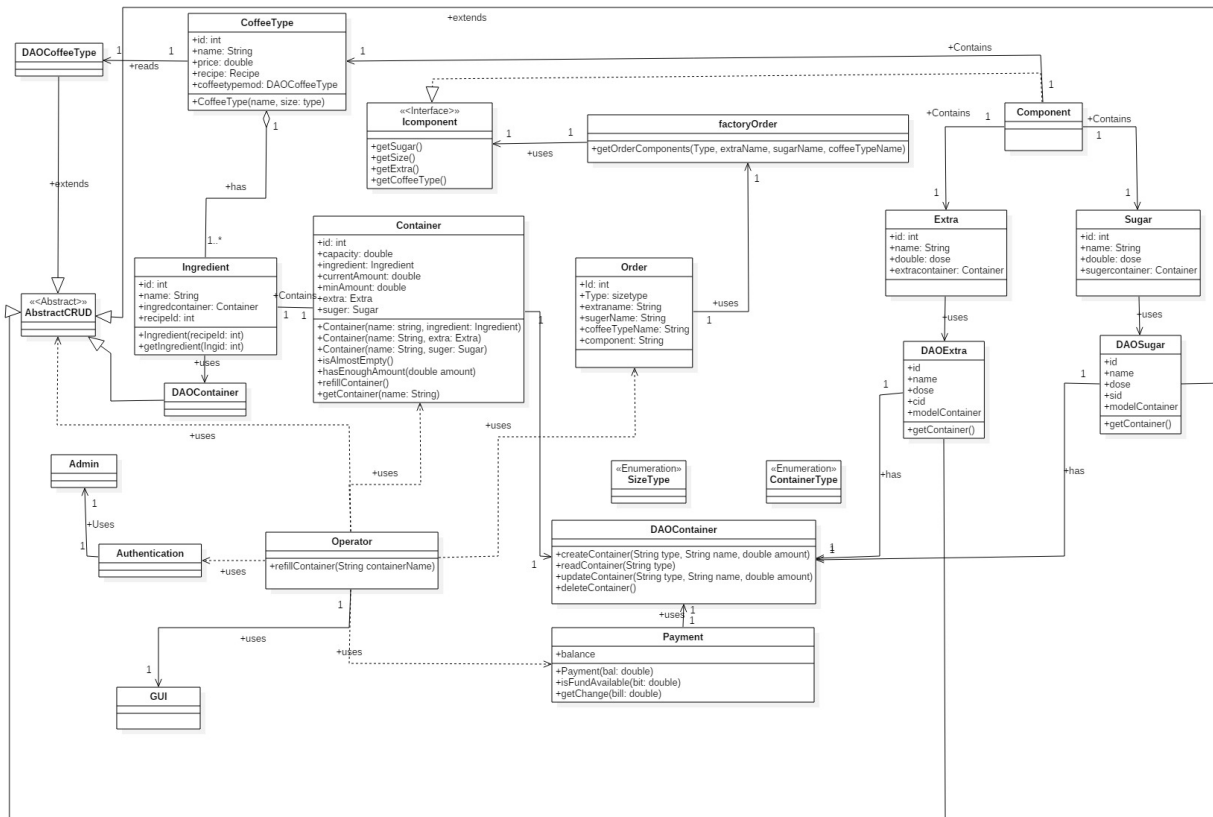 +extends
CoffeeType
+id: int
+name: String
+price: double
+recipe: Recipe
+coffeetypemod: DAOCoffeeType
+CoffeeType(name, size: type)
DAOCoffeeType
1
1
+reads
+extends
1
+has
1..*
+Contains
1
1
«<Interface>»
Icomponent
+getSugar()
+getSize()
+getExtra()
+getCoffeeType()
1
1
+uses
factoryOrder
+getOrderComponents(Type, extraName, sugarName, coffeeTypeName)
1
1
Component
+Contains
1
+Contains
1
1
1
Extra
+id: int
+name: String
+double: dose
+extracontainer: Container
Sugar
+id: int
+name: String
+double: dose
+sugercontainer: Container
Container
+id: int
+capacity: double
+ingredient: Ingredient
+currentAmount: double
+minAmount: double
+extra: Extra
+suger: Sugar
+Container(name: string, ingredient: Ingredient)
+Container(name: String, extra: Extra)
+Container(name: String, suger: Sugar)
+isAlmostEmpty()
+hasEnoughAmount(double amount)
+refillContainer()
+getContainer(name: String)
Ingredient
+id: int
+name: String
+ingredcontainer: Container
+recipeId: int
+Ingredient(recipeId: int)
+getIngredient(Ingid: int)
+Contains
1
1
1
Order
+Id: int
+Type: sizetype
+extraname: String
+sugerName: String
+coffeeTypeName: String
+component: String
+uses
1
«<Abstract>»
AbstractCRUD
+uses
DAOContainer
+uses
+uses
DAOExtra
+id
+name
+dose
+cid
+modelContainer
+getContainer()
1
DAOSugar
+id
+name
+dose
+sid
+modelContainer
+getContainer()
1
+uses
+uses
+uses
+has
+has
Admin
1
+Uses
1
Authentication
+uses
«Enumeration»
SizeType
«Enumeration»
ContainerType
Operator
+refillContainer(String containerName)
1
+uses
+uses
1
GUI
1
DAOContainer
+createContainer(String type, String name, double amount)
+readContainer(String type)
+updateContainer(String type, String name, double amount)
+deleteContainer()
1
1
+uses
1
1
Payment
+balance
+Payment(bal: double)
+isFundAvailable(bit: double)
+getChange(bill: double)